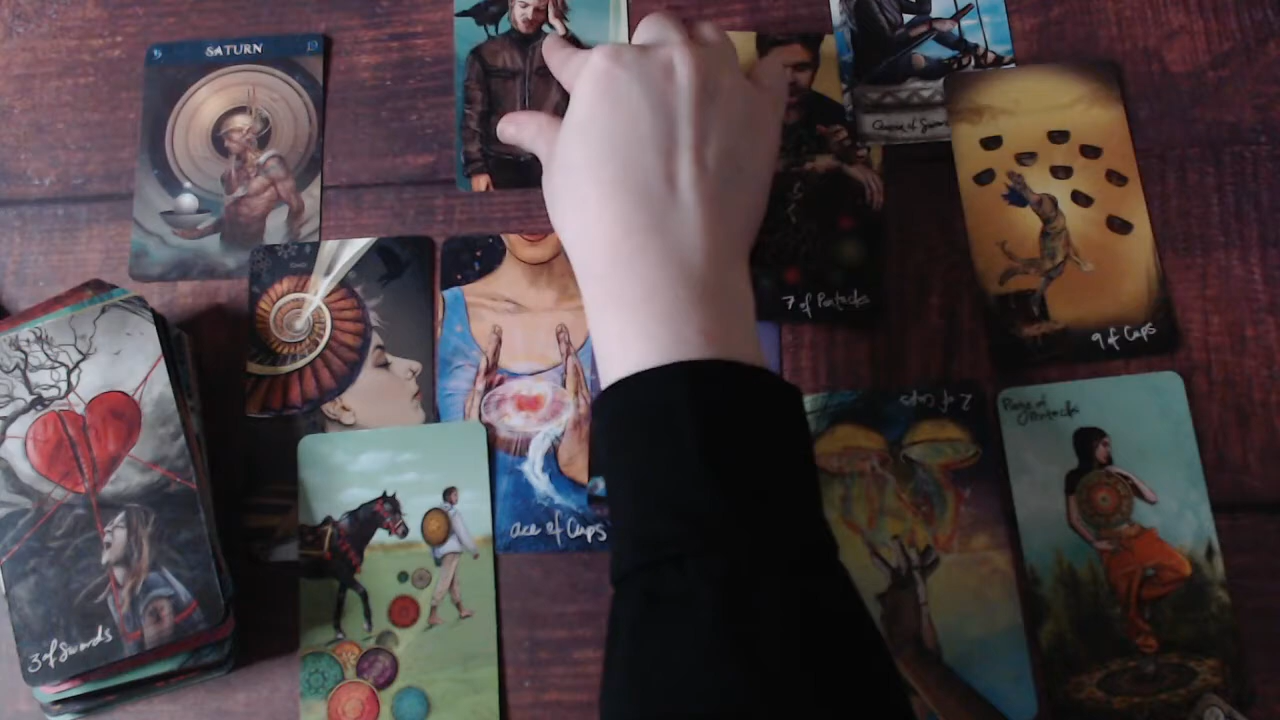 SATURN
Queen of Swords
7 of Pentacles
9 of Cups
7 of Cups
Page of
Pentacles
ace of Cups
3 of Swords